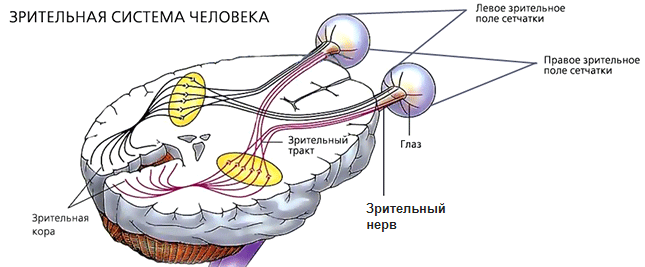 ЗРИТЕЛЬНАЯ СИСТЕМА ЧЕЛОВЕКА
Левое зрительное
поле сетчатки
Правое зрительное
поле сетчатки
Глаз
Зрительный
тракт
Зрительный
нерв
Зрительная
кора